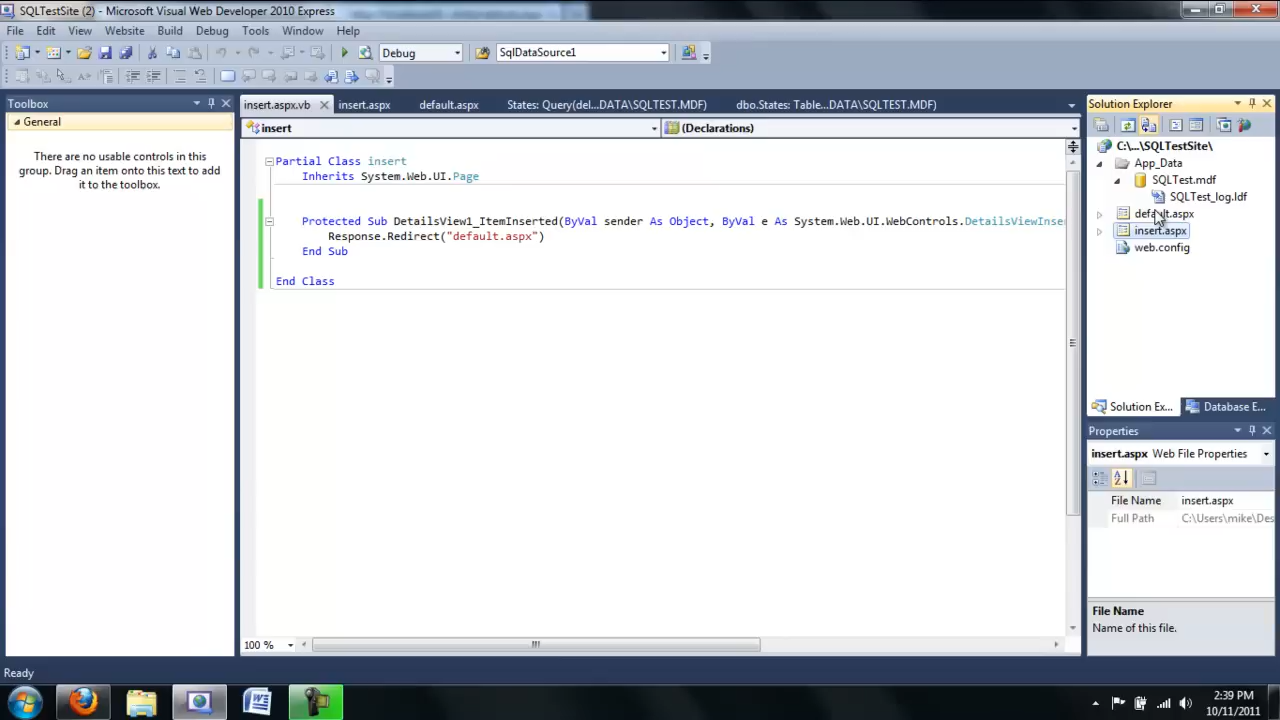 SQLTestSite (2) - Microsoft Visual Web Developer 2010 Express
File Edit View Website Build Debug Tools Window Help
Debug SqlDataSource1
Toolbox
General
There are no usable controls in this
group. Drag an item onto this text to add
it to the toolbox.
insert.aspx.vb insert.aspx default.aspx States: Query(del...DATA\SQLTEST.MDF) dbo.States: Table...DATA\SQLTEST.MDF)
insert (Declarations)
Partial Class insert
Inherits System.Web.UI.Page
Protected Sub DetailsView1_ItemInserted(ByVal sender As Object, ByVal e As System.Web.UI.WebControls.DetailsViewInser
Response.Redirect("default.aspx")
End Sub
End Class
100 %
Solution Explorer
C:\...\SQLTestSite\
App_Data
SQLTest.mdf
SQLTest_log.ldf
default.aspx
insert.aspx
web.config
Solution Ex... Database E...
Properties
insert.aspx Web File Properties
File Name insert.aspx
Full Path C:\Users\mike\Des
File Name
Name of this file.
Ready
2:39 PM
10/11/2011